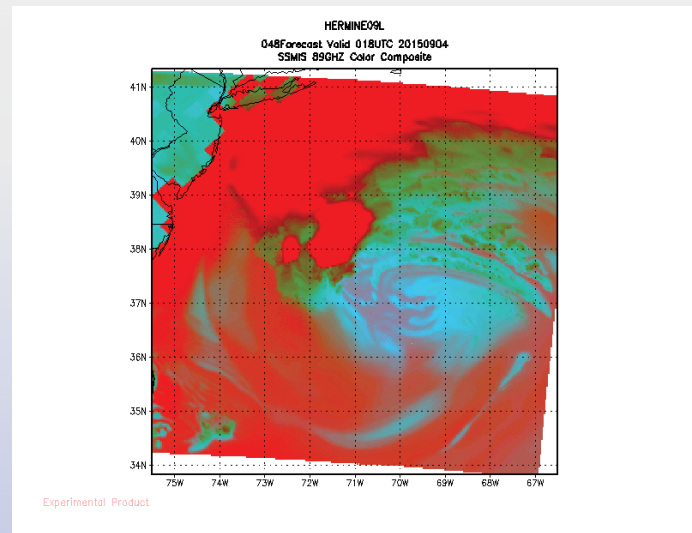 HERMINE09L
048Forecast Valid 018UTC 20150904
SSMIS 89GHZ Color Composite
41N
40N
39N
38N
37N
36N
35N
34N
75W 74W 73W 72W 71W 70W 69W 68W 67W
Experimental Product